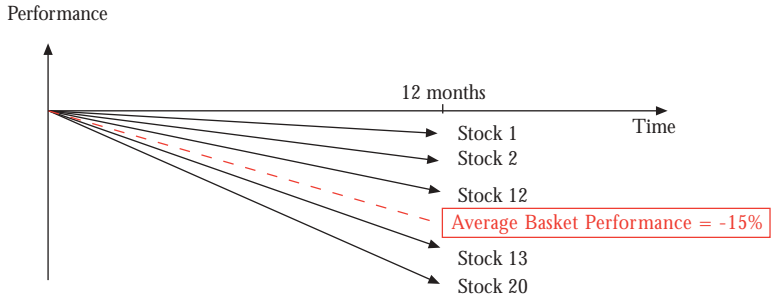 Performance
12 months
Time
Stock 1
Stock 2
Stock 12
Average Basket Performance = -15%
Stock 13
Stock 20